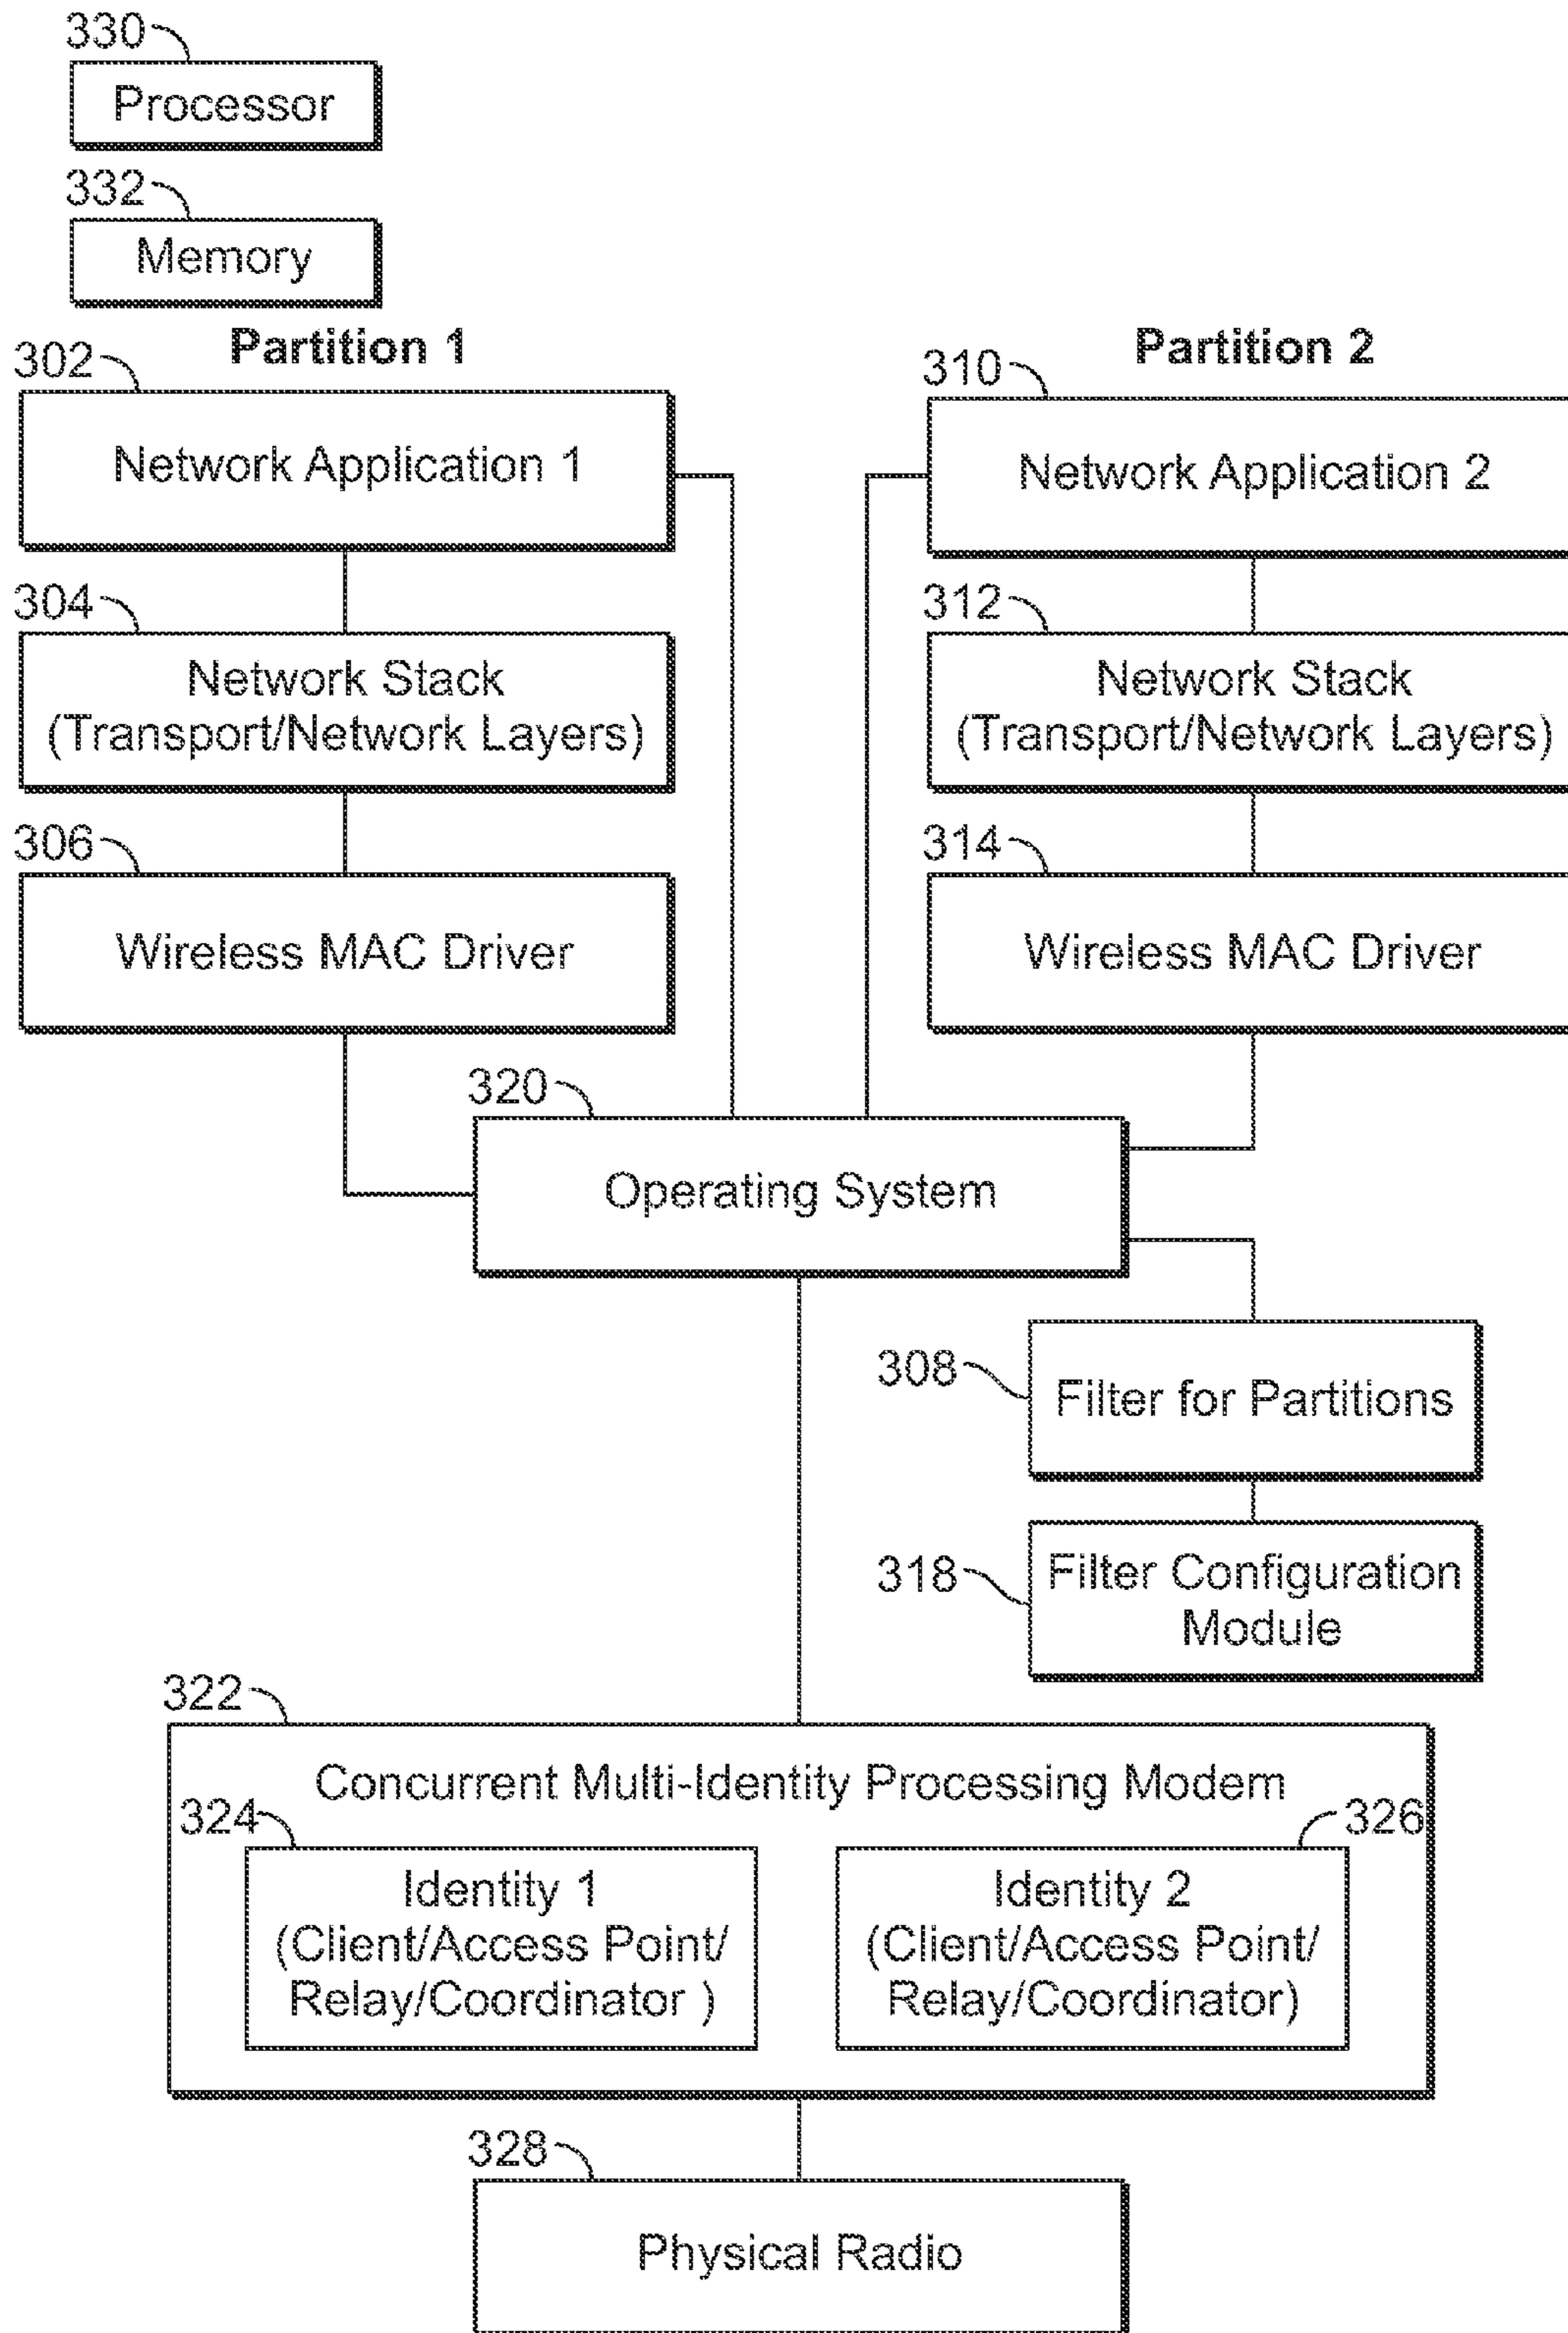 330
Processor
332
Memory
Partition 1
Partition 2
302
Network Application 1
310
Network Application 2
304
Network Stack
(Transport/Network Layers)
312
Network Stack
(Transport/Network Layers)
306
Wireless MAC Driver
314
Wireless MAC Driver
320
Operating System
308
Filter for Partitions
318
Filter Configuration
Module
322
Concurrent Multi-Identity Processing Modem
324
Identity 1
(Client/Access Point/
Relay/Coordinator )
326
Identity 2
(Client/Access Point/
Relay/Coordinator)
328
Physical Radio